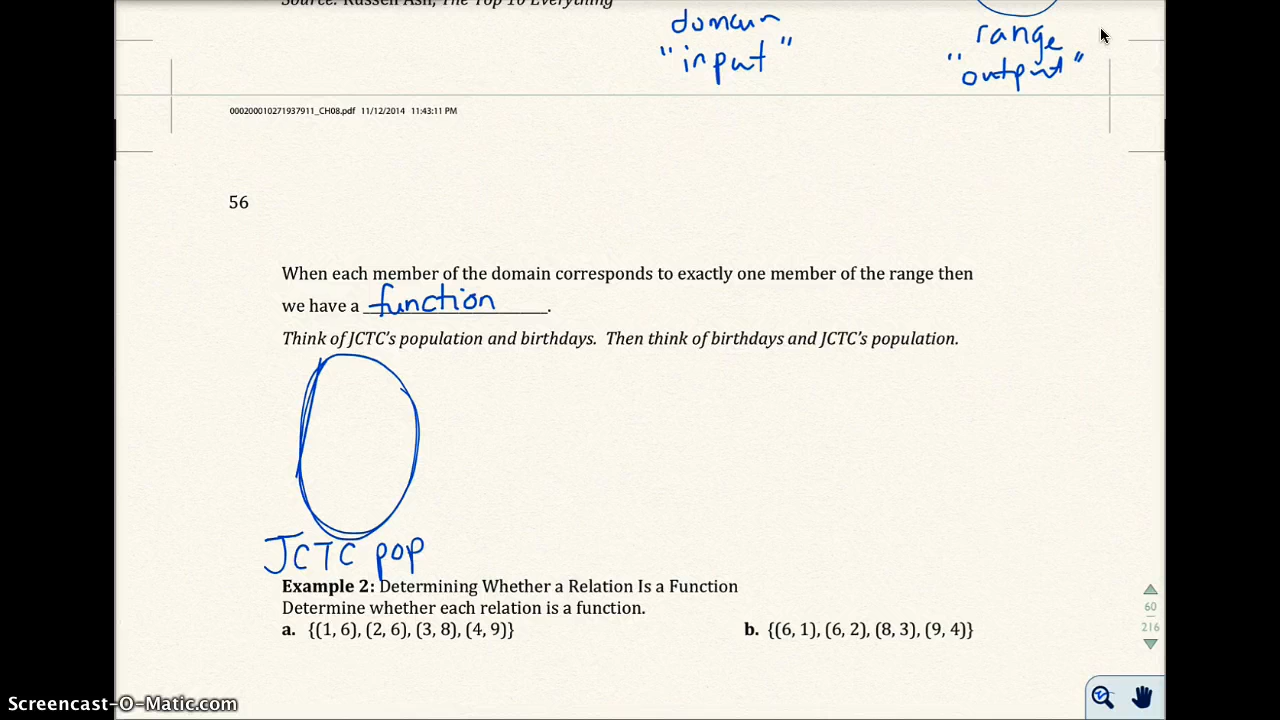 Source: Russell Ash, The Top 10 Everything
domain
"input"
range
"output"
000200010271937911_CH08.pdf 11/12/2014 11:43:11 PM
56
When each member of the domain corresponds to exactly one member of the range then
we have a function.
Think of JCTC's population and birthdays. Then think of birthdays and JCTC's population.
JCTC pop
Example 2: Determining Whether a Relation Is a Function
Determine whether each relation is a function.
a. {(1, 6), (2, 6), (3, 8), (4, 9)}
b. {(6, 1), (6, 2), (8, 3), (9, 4)}
60
216
Screencast-O-Matic.com